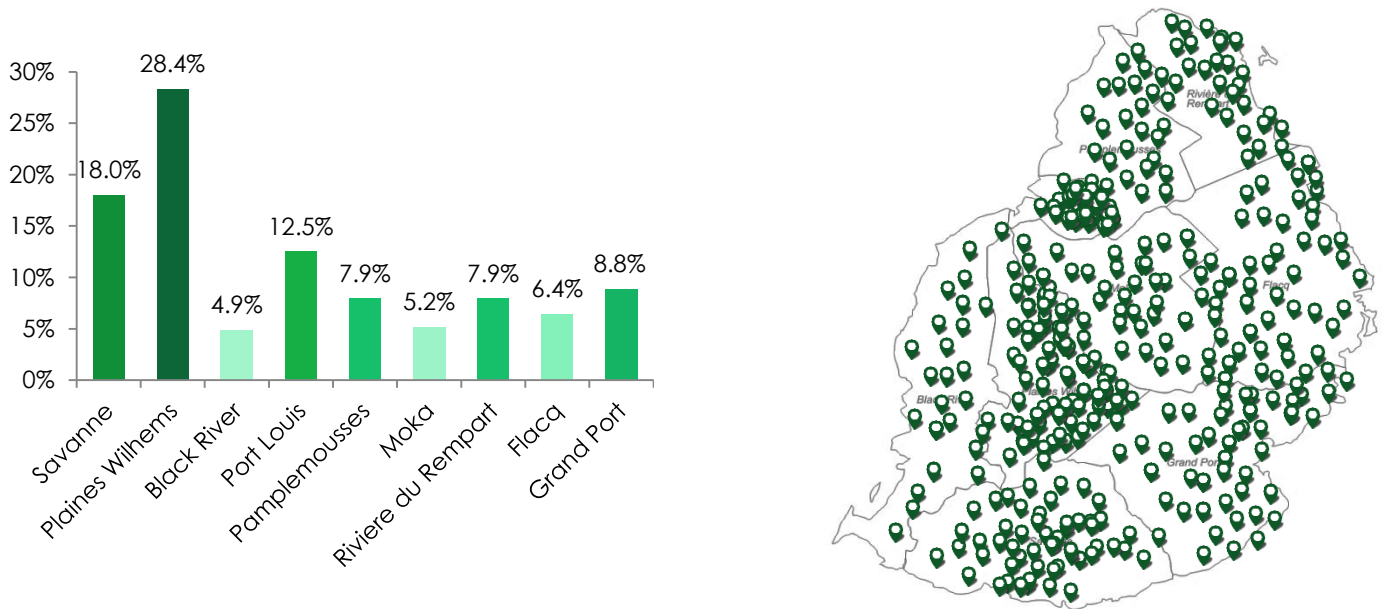 30%
25%
20%
15%
10%
5%
0%
18.0%
28.4%
4.9%
12.5%
7.9%
5.2%
7.9%
6.4%
8.8%
Savanne
Plaines Wilhems
Black River
Port Louis
Pamplemousses
Moka
Riviere du Rempart
Flacq
Grand Port
Rivière
Flacq
Grand Por